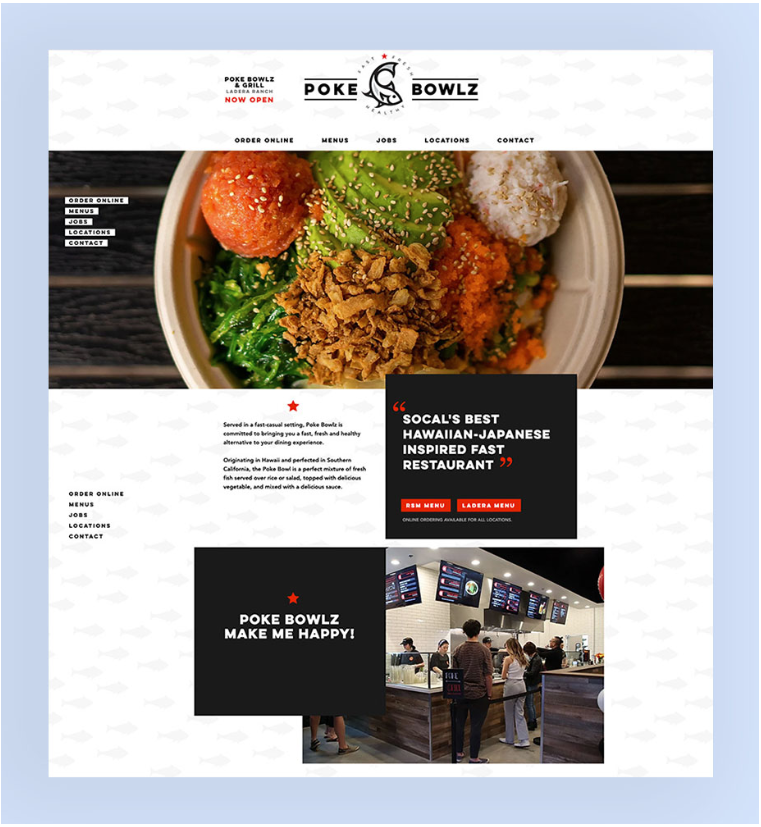 POKE BOWLZ
& GRILL
LADERA RANCH
NOW OPEN
FAST FRESH
POKE BOWLZ
HEALTHY
ORDER ONLINE MENUS JOBS LOCATIONS CONTACT
ORDER ONLINE
MENUS
JOBS
LOCATIONS
CONTACT
Served in a fast-casual setting, Poke Bowlz is
committed to bringing you a fast, fresh and healthy
alternative to your dining experience.
Originating in Hawaii and perfected in Southern
California, the Poke Bowl is a perfect mixture of fresh
fish served over rice or salad, topped with delicious
vegetable, and mixed with a delicious sauce.
“ SOCAL'S BEST
HAWAIIAN-JAPANESE
INSPIRED FAST
RESTAURANT ”
RSM MENU LADERA MENU
ONLINE ORDERING AVAILABLE FOR ALL LOCATIONS.
ORDER ONLINE
MENUS
JOBS
LOCATIONS
CONTACT
POKE BOWLZ
MAKE ME HAPPY!